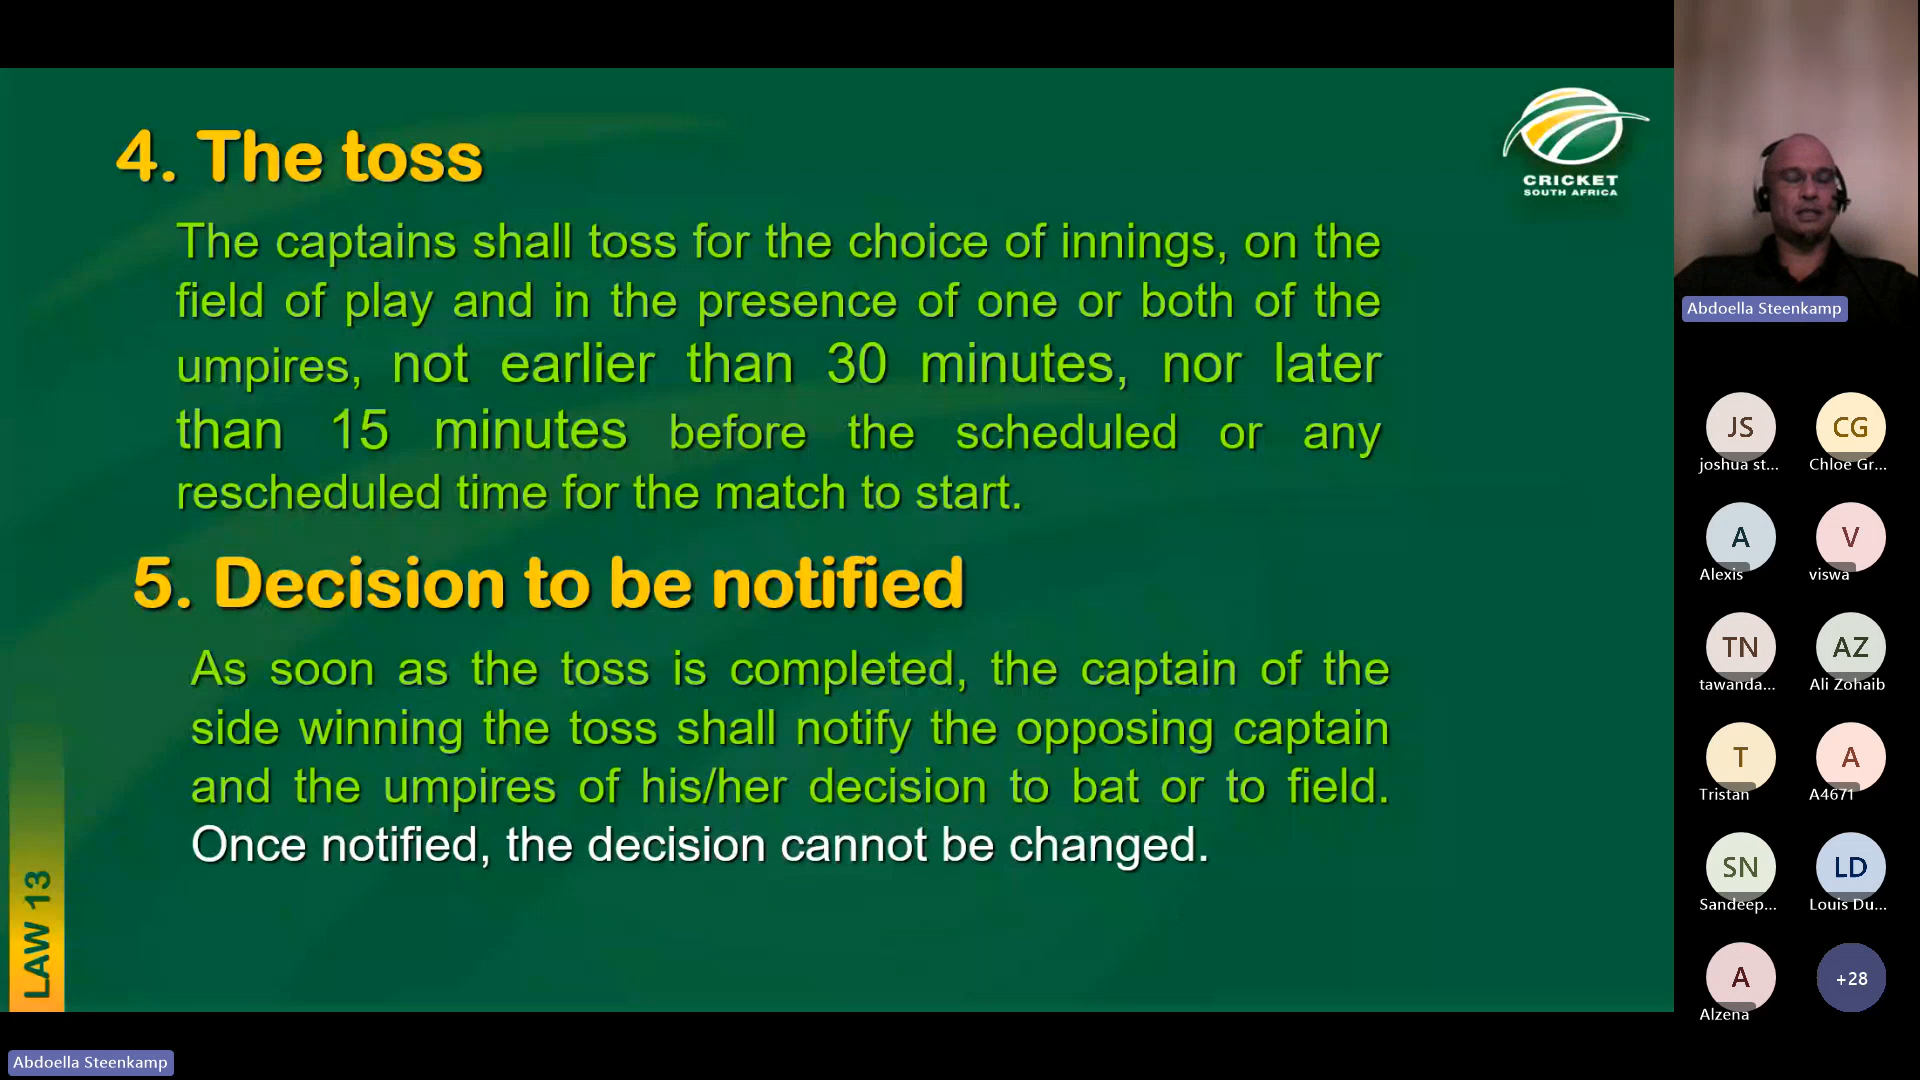 4. The toss
The captains shall toss for the choice of innings, on the
field of play and in the presence of one or both of the
umpires, not earlier than 30 minutes, nor later
than 15 minutes before the scheduled or any
rescheduled time for the match to start.
5. Decision to be notified
As soon as the toss is completed, the captain of the
side winning the toss shall notify the opposing captain
and the umpires of his/her decision to bat or to field.
Once notified, the decision cannot be changed.
LAW 13
CRICKET
SOUTH AFRICA
Abdoella Steenkamp
JS
joshua st...
CG
Chloe Gr...
A
Alexis
V
viswa
TN
tawanda...
AZ
Ali Zohaib
T
Tristan
A
A4671
SN
Sandeep...
LD
Louis Du...
A
Alzena
+28
Abdoella Steenkamp